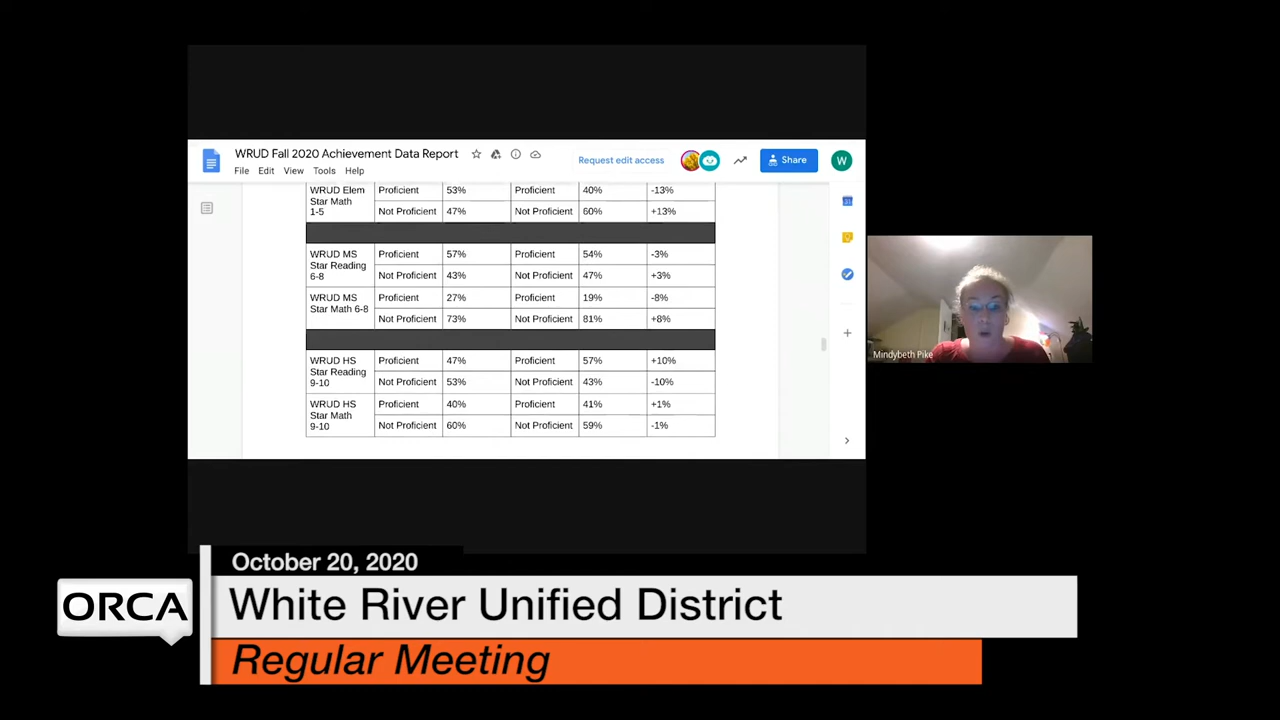 WRUD Fall 2020 Achievement Data Report
Request edit access
Share
W
File Edit View Tools Help
31
WRUD Elem Star Math 1-5 Proficient 53% Proficient 40% -13%
Not Proficient 47% Not Proficient 60% +13%
WRUD MS Star Reading 6-8 Proficient 57% Proficient 54% -3%
Not Proficient 43% Not Proficient 47% +3%
WRUD MS Star Math 6-8 Proficient 27% Proficient 19% -8%
Not Proficient 73% Not Proficient 81% +8%
WRUD HS Star Reading 9-10 Proficient 47% Proficient 57% +10%
Not Proficient 53% Not Proficient 43% -10%
WRUD HS Star Math 9-10 Proficient 40% Proficient 41% +1%
Not Proficient 60% Not Proficient 59% -1%
Mindybeth Pike
October 20, 2020
ORCA
White River Unified District
Regular Meeting